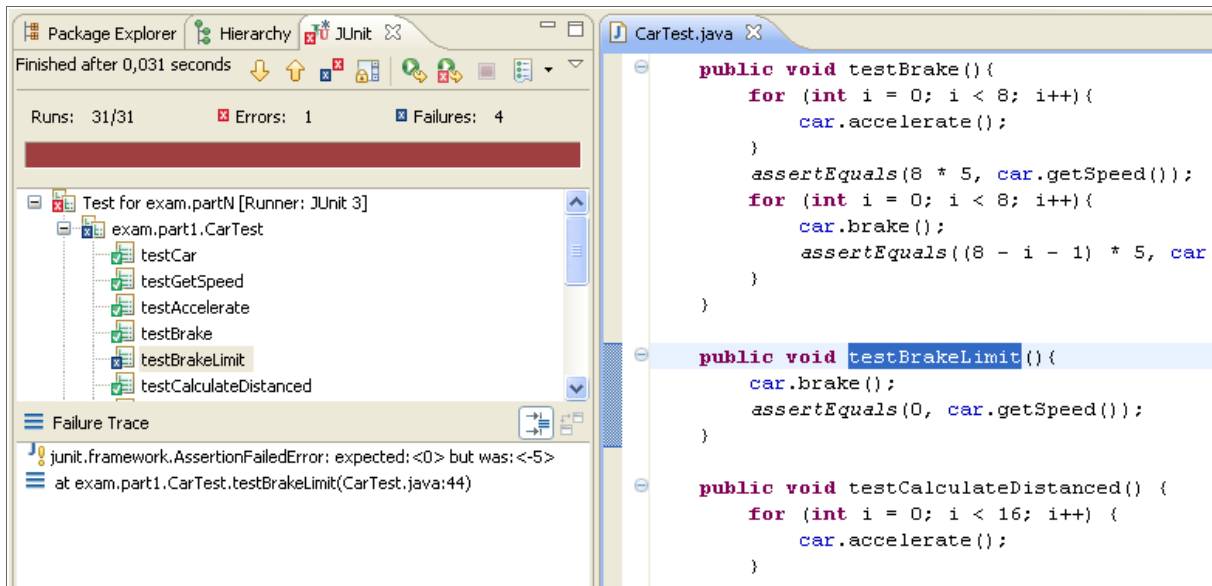 Package Explorer Hierarchy JUnit
Finished after 0,031 seconds
Runs: 31/31 Errors: 1 Failures: 4
Test for exam.partN [Runner: JUnit 3]
exam.part1.CarTest
testCar
testGetSpeed
testAccelerate
testBrake
testBrakeLimit
testCalculateDistanced
Failure Trace
junit.framework.AssertionFailedError: expected:<0> but was:<-5>
at exam.part1.CarTest.testBrakeLimit(CarTest.java:44)
CarTest.java
public void testBrake(){
for (int i = 0; i < 8; i++){
car.accelerate();
}
assertEquals(8 * 5, car.getSpeed());
for (int i = 0; i < 8; i++){
car.brake();
assertEquals((8 - i - 1) * 5, car
}
}
public void testBrakeLimit(){
car.brake();
assertEquals(0, car.getSpeed());
}
public void testCalculateDistanced() {
for (int i = 0; i < 16; i++) {
car.accelerate();
}